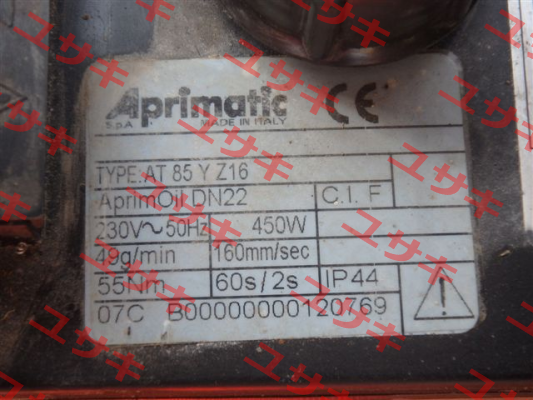 Aprimatic CE
S.p.A MADE IN ITALY
TYPE:AT 85 Y Z16
AprimOil DN22 C.I. F
230V~50Hz 450W
49g/min 160mm/sec
55Nm 60s/2s IP44
07C B00000000120769
ユサキ